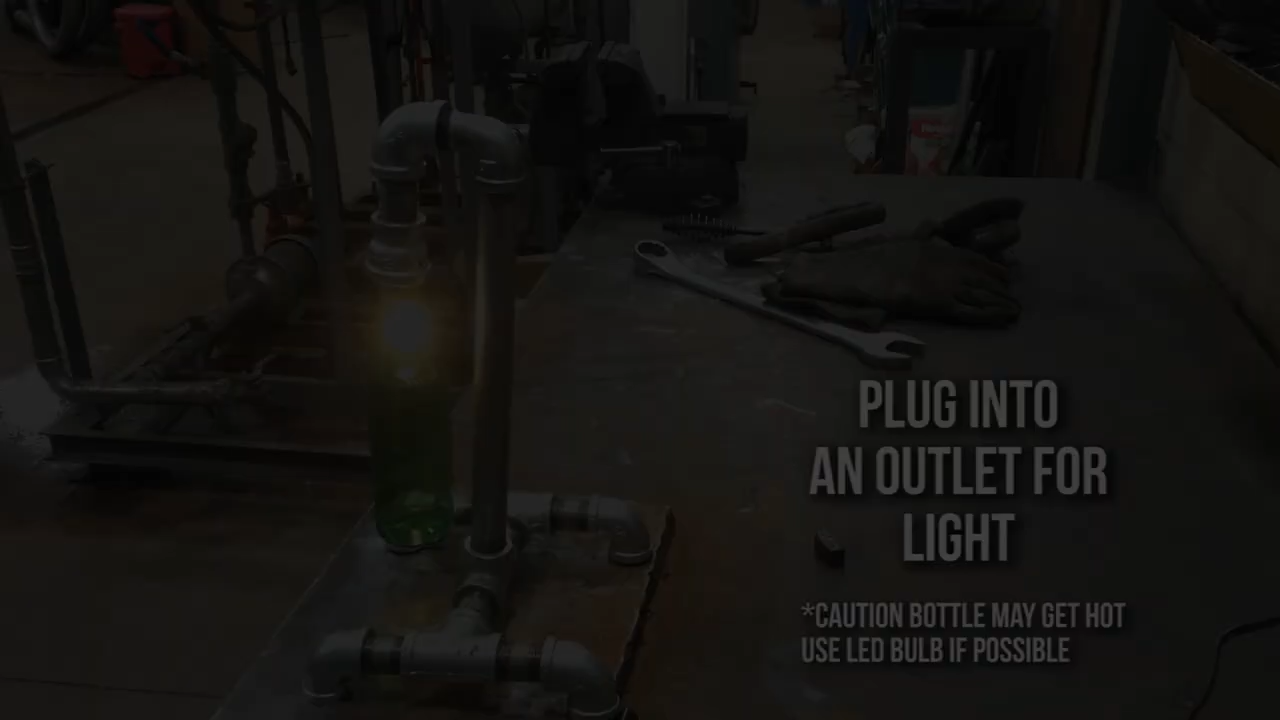 PLUG INTO
AN OUTLET FOR
LIGHT
*CAUTION BOTTLE MAY GET HOT
USE LED BULB IF POSSIBLE